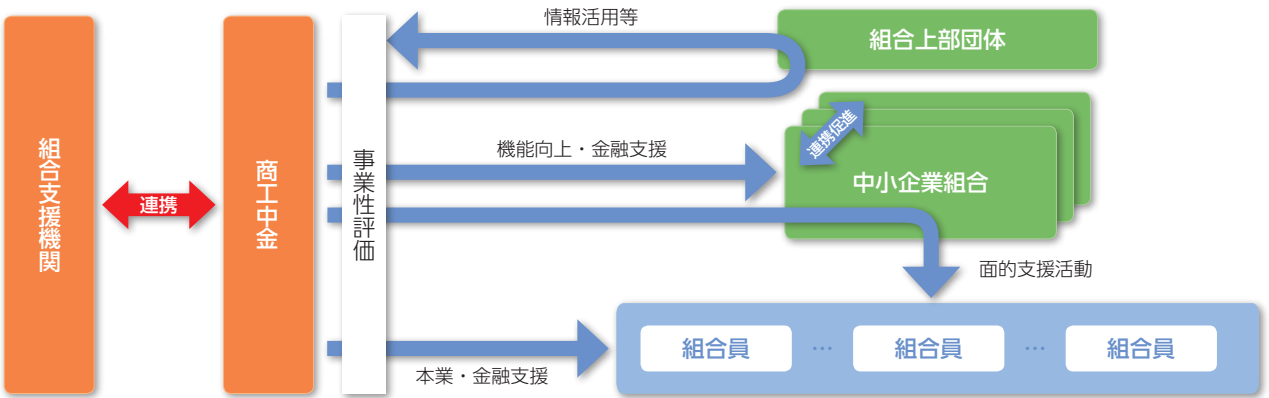 組合支援機関
連携
商工中金
事業性評価
情報活用等
組合上部団体
連携促進
機能向上・金融支援
中小企業組合
面的支援活動
組合員 … 組合員 … 組合員
本業・金融支援